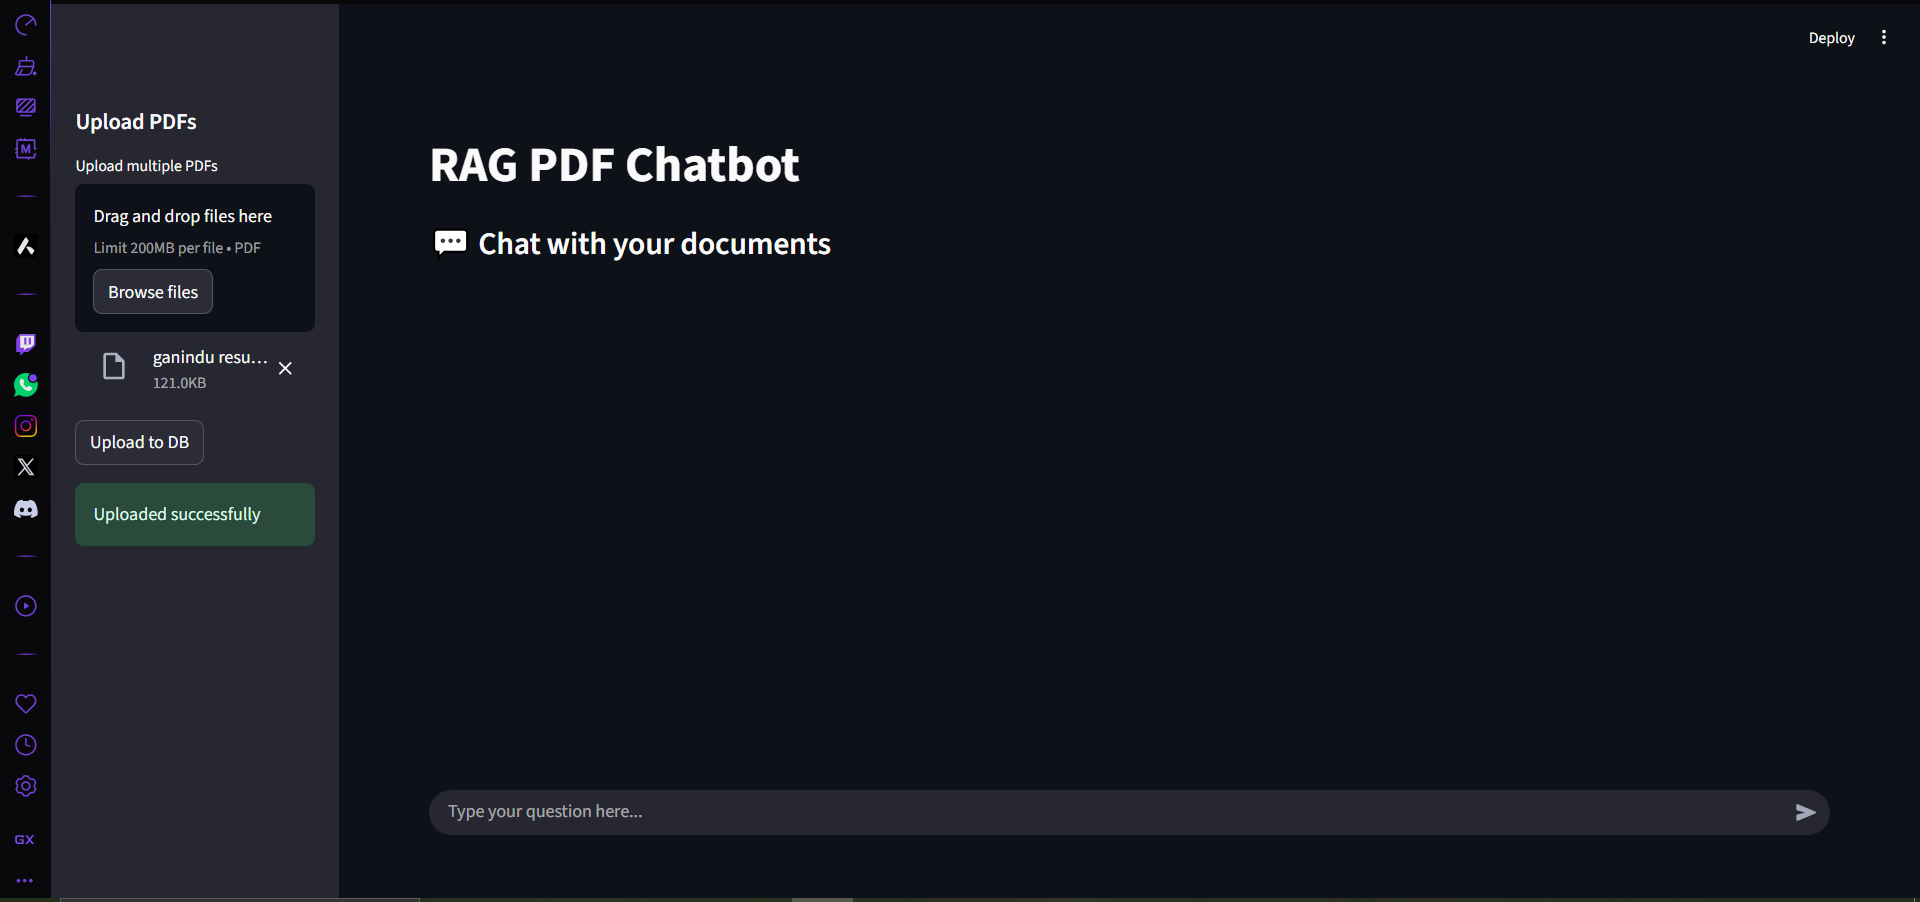 Deploy
Upload PDFs
Upload multiple PDFs
Drag and drop files here
Limit 200MB per file • PDF
Browse files
ganindu resu...
121.0KB
Upload to DB
Uploaded successfully
RAG PDF Chatbot
💬 Chat with your documents
Type your question here...
M
GX